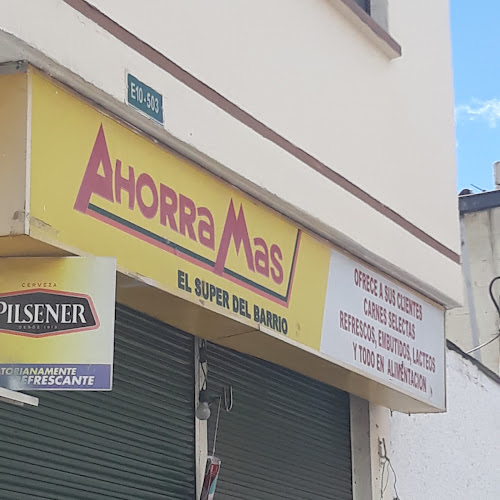 E10-503
AHORRA MAS
EL SUPER DEL BARRIO
OFRECE A SUS CLIENTES
CARNES SELECTAS
REFRESCOS, EMBUTIDOS, LACTEOS
Y TODO EN ALIMENTACION
CERVEZA
PILSENER
DESDE 1913
REFRESCANTE